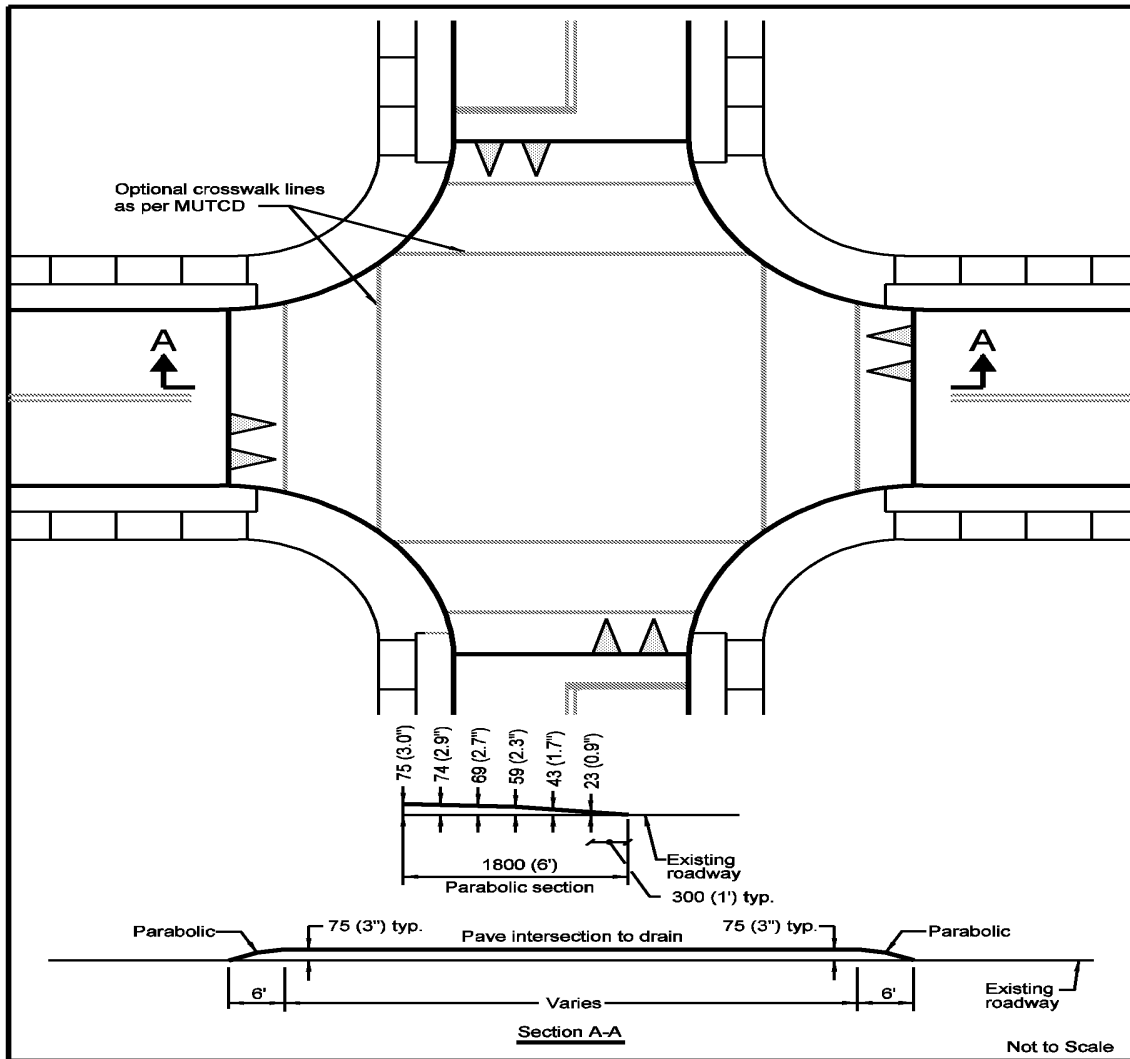 Optional crosswalk lines
as per MUTCD
A
A
75 (3.0")
74 (2.9")
69 (2.7")
59 (2.3")
43 (1.7")
23 (0.9")
1800 (6')
Parabolic section
Existing
roadway
300 (1') typ.
Parabolic
75 (3") typ.
Pave intersection to drain
75 (3") typ.
Parabolic
6'
Varies
6'
Existing
roadway
Section A-A
Not to Scale